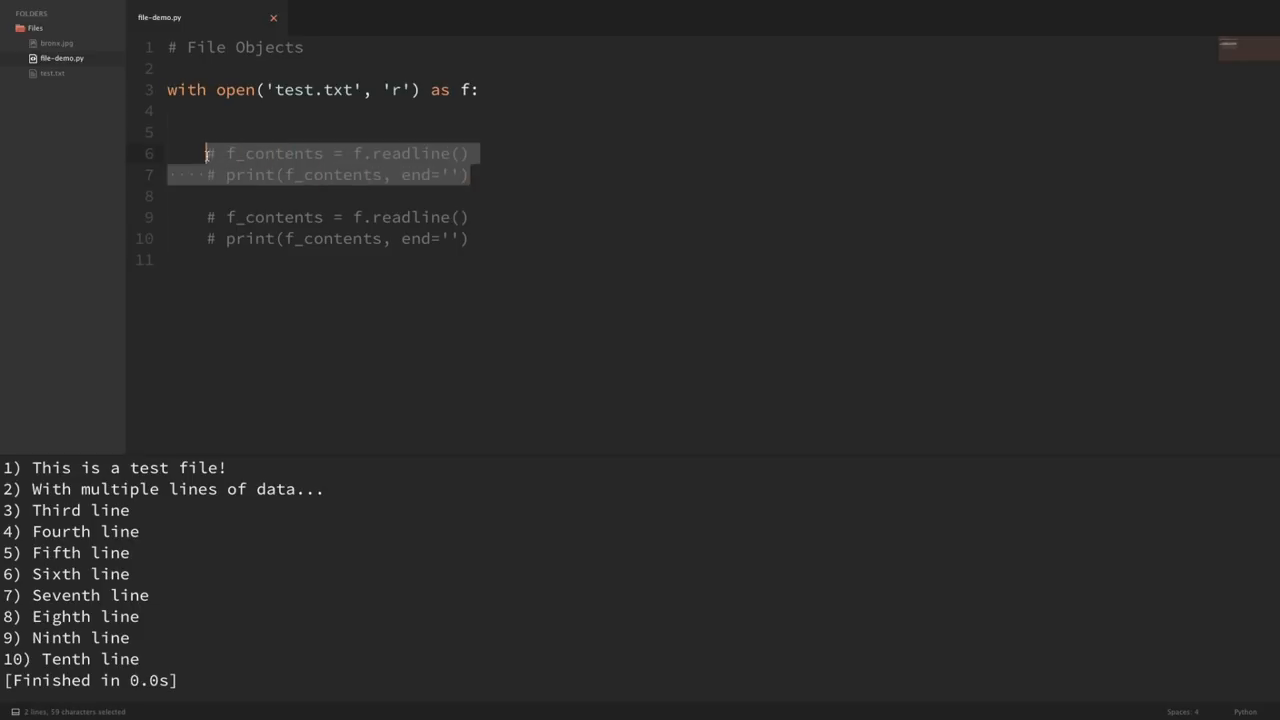 FOLDERS
Files
bronx.jpg
file-demo.py
test.txt
file-demo.py
1 # File Objects
2
3 with open('test.txt', 'r') as f:
4
5
6     # f_contents = f.readline()
7 ····# print(f_contents, end='')
8
9     # f_contents = f.readline()
10     # print(f_contents, end='')
11
1) This is a test file!
2) With multiple lines of data...
3) Third line
4) Fourth line
5) Fifth line
6) Sixth line
7) Seventh line
8) Eighth line
9) Ninth line
10) Tenth line
[Finished in 0.0s]
2 lines, 59 characters selected
Spaces: 4
Python